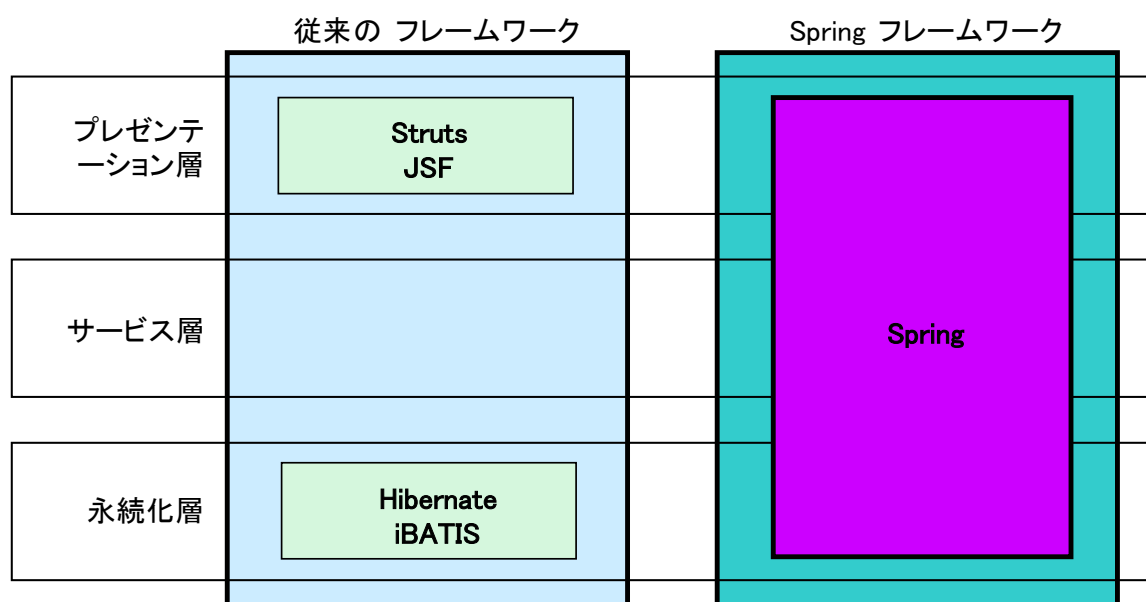 従来の フレームワーク
Spring フレームワーク
プレゼンテ
ーション層
Struts
JSF
サービス層
Spring
永続化層
Hibernate
iBATIS